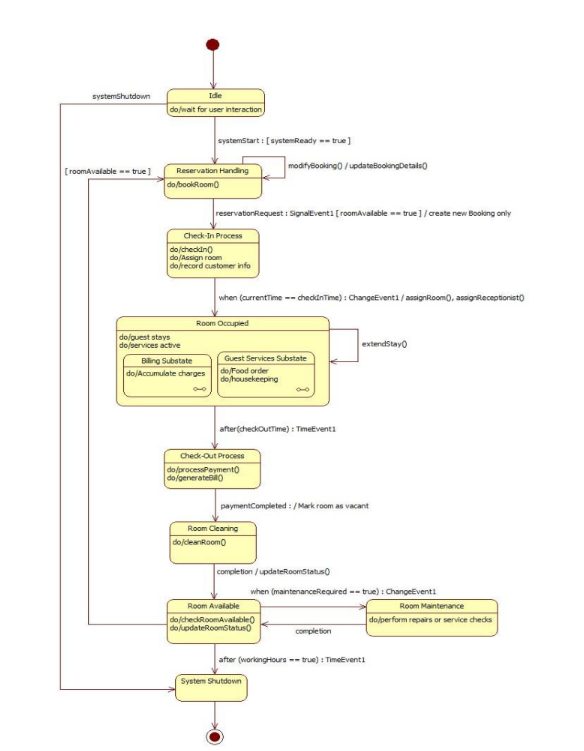 systemShutdown
Idle
do/wait for user interaction
systemStart : [ systemReady == true ]
[ roomAvailable == true ]
Reservation Handling
do/bookRoom()
modifyBooking() / updateBookingDetails()
reservationRequest : SignalEvent1 [ roomAvailable == true ] / create new Booking only
Check-In Process
do/checkIn()
do/Assign room
do/record customer info
when (currentTime == checkInTime) : ChangeEvent1 / assignRoom(), assignReceptionist()
Room Occupied
do/guest stays
do/services active
extendStay()
Billing Substate
do/Accumulate charges
Guest Services Substate
do/Food order
do/housekeeping
after(checkOutTime) : TimeEvent1
Check-Out Process
do/processPayment()
do/generateBill()
paymentCompleted : / Mark room as vacant
Room Cleaning
do/cleanRoom()
completion / updateRoomStatus()
when (maintenanceRequired == true) : ChangeEvent1
Room Available
do/checkRoomAvailable()
do/updateRoomStatus()
Room Maintenance
do/perform repairs or service checks
completion
after (workingHours == true) : TimeEvent1
System Shutdown